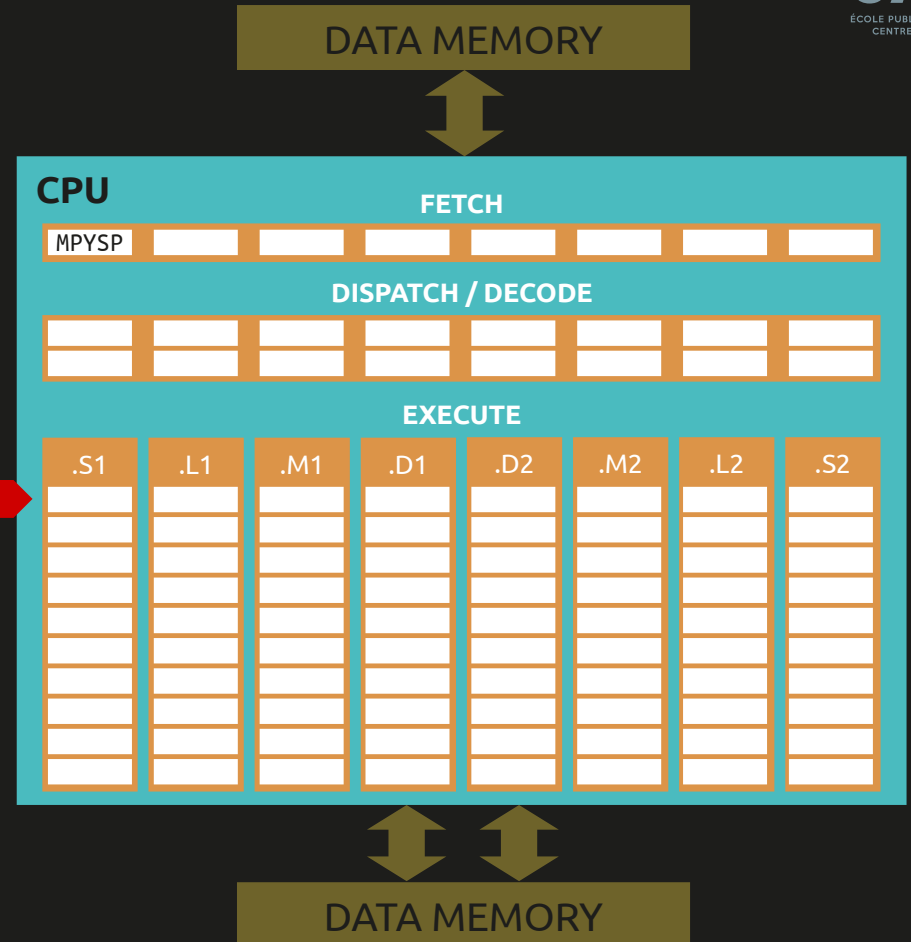 ÉCOLE PUBL
CENTRE
DATA MEMORY
CPU
FETCH
MPYSP
DISPATCH / DECODE
EXECUTE
.S1 .L1 .M1 .D1 .D2 .M2 .L2 .S2
DATA MEMORY